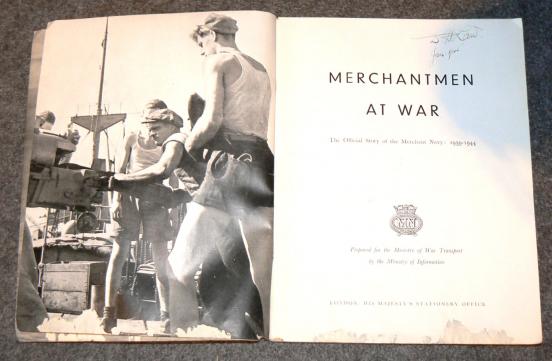 MERCHANTMEN
AT WAR
The Official Story of the Merchant Navy: 1939-1944
MN
Prepared for the Ministry of War Transport
by the Ministry of Information
LONDON: HIS MAJESTY'S STATIONERY OFFICE